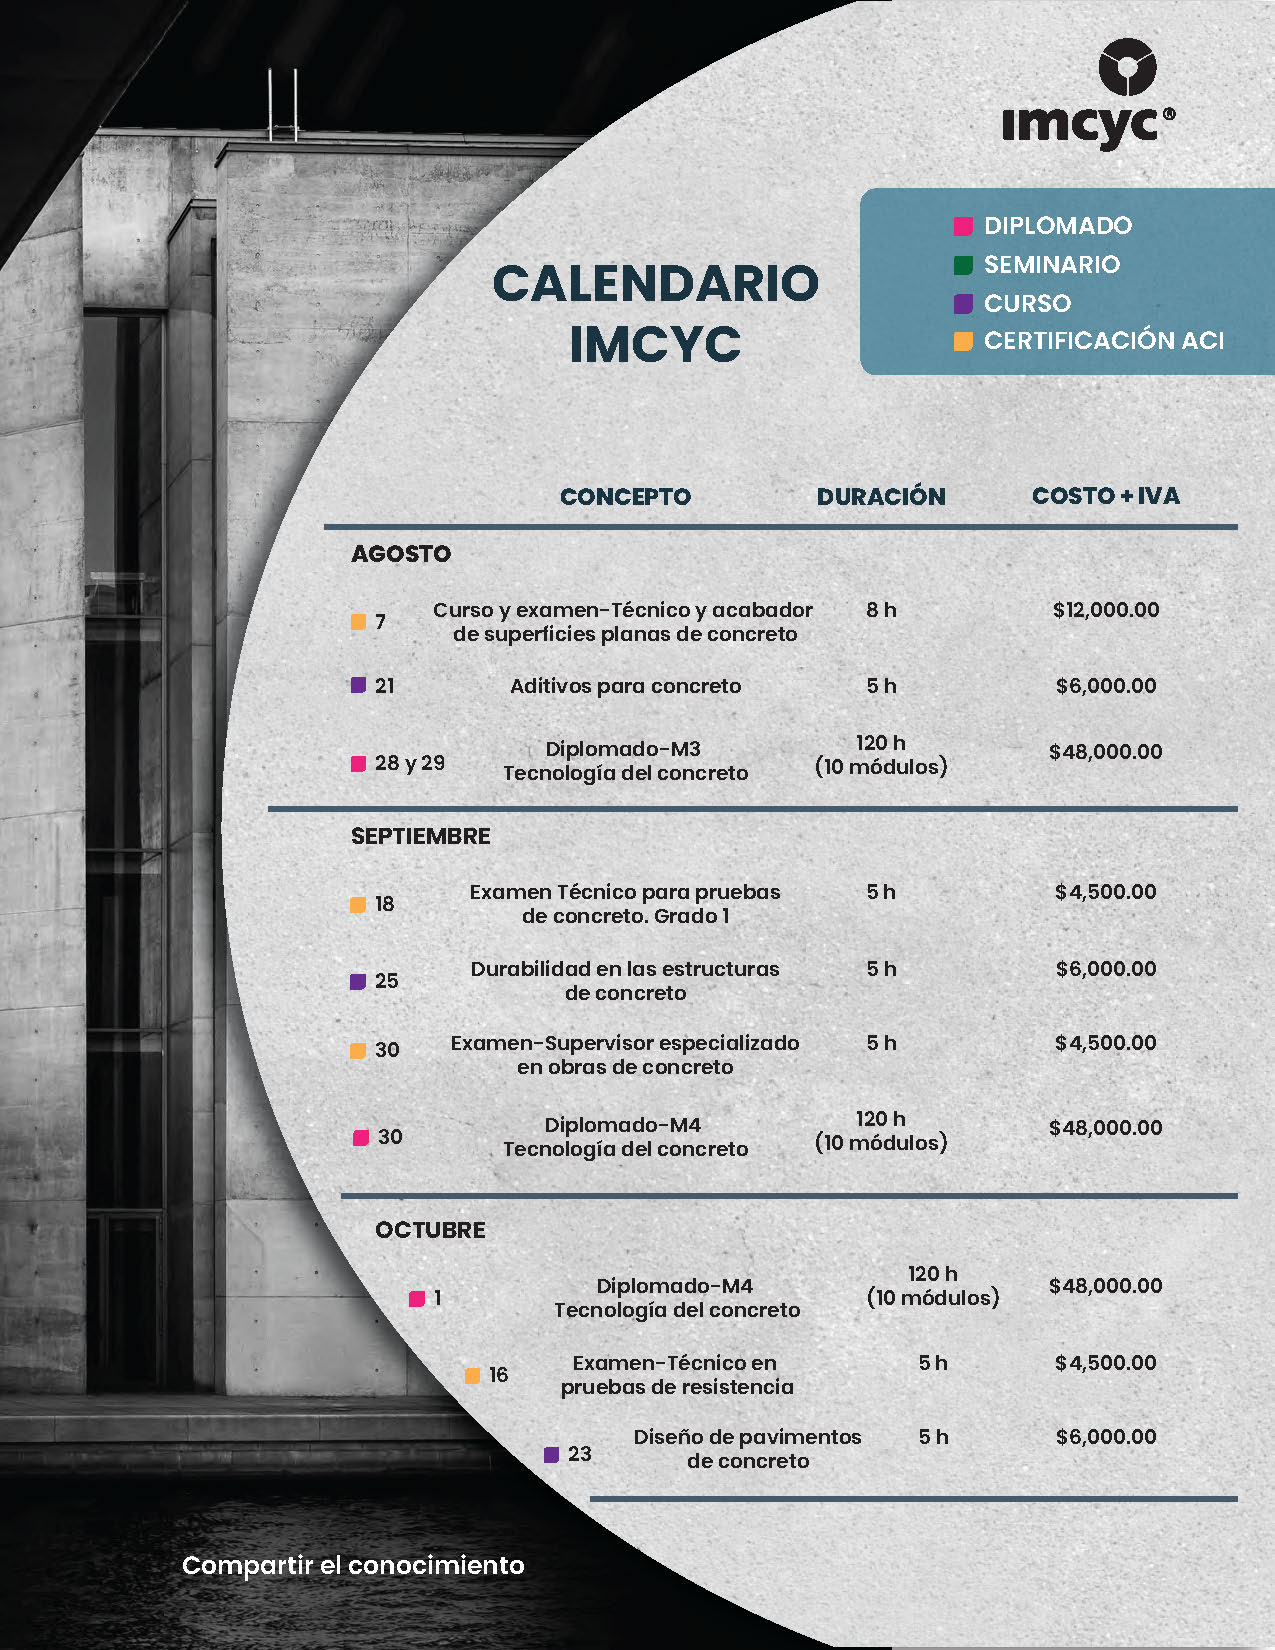 imcyc®
DIPLOMADO
SEMINARIO
CURSO
CERTIFICACIÓN ACI
CALENDARIO
IMCYC
CONCEPTO DURACIÓN COSTO + IVA
AGOSTO
7 Curso y examen-Técnico y acabador 8 h $12,000.00
de superficies planas de concreto
21 Aditivos para concreto 5 h $6,000.00
28 y 29 Diplomado-M3 120 h $48,000.00
Tecnología del concreto (10 módulos)
SEPTIEMBRE
18 Examen Técnico para pruebas 5 h $4,500.00
de concreto. Grado 1
25 Durabilidad en las estructuras 5 h $6,000.00
de concreto
30 Examen-Supervisor especializado 5 h $4,500.00
en obras de concreto
30 Diplomado-M4 120 h $48,000.00
Tecnología del concreto (10 módulos)
OCTUBRE
1 Diplomado-M4 120 h $48,000.00
Tecnología del concreto (10 módulos)
16 Examen-Técnico en 5 h $4,500.00
pruebas de resistencia
23 Diseño de pavimentos 5 h $6,000.00
de concreto
Compartir el conocimiento